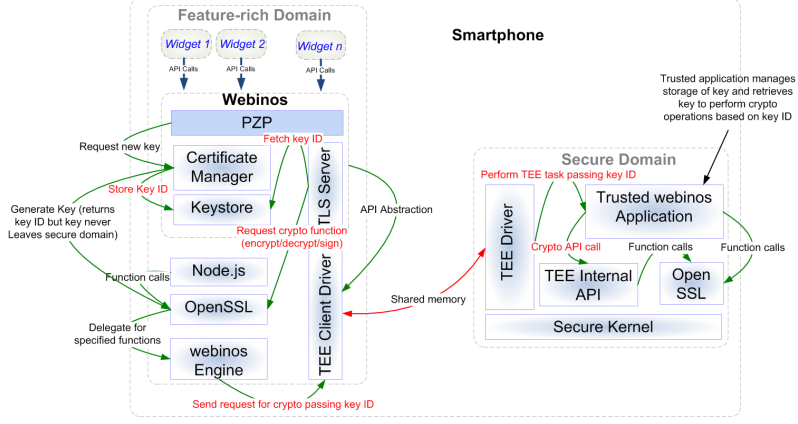 Feature-rich Domain
Smartphone
Widget 1
Widget 2
Widget n
API Calls
API Calls
API Calls
Webinos
PZP
Fetch key ID
Request new key
Certificate
Manager
Store Key ID
Keystore
TLS Server
API Abstraction
Generate Key (returns
key ID but key never
Leaves secure domain)
Request crypto function
(encrypt/decrypt/sign)
Node.js
Function calls
OpenSSL
TEE Client Driver
Delegate for
specified functions
webinos
Engine
Send request for crypto passing key ID
Shared memory
Trusted application manages
storage of key and retrieves
key to perform crypto
operations based on key ID
Secure Domain
Perform TEE task passing key ID
TEE Driver
Trusted webinos
Application
Crypto API call
Function calls
Function calls
TEE Internal
API
Open
SSL
Secure Kernel